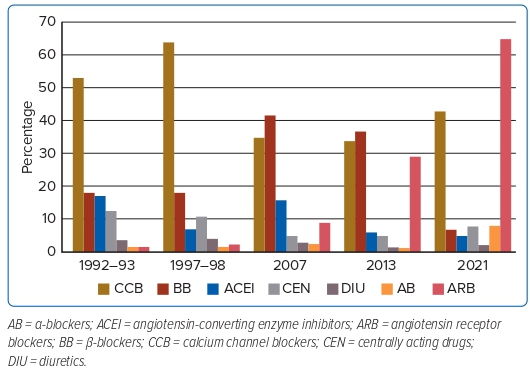 70
60
50
40
30
20
10
0
Percentage
1992–93 1997–98 2007 2013 2021
CCB BB ACEI CEN DIU AB ARB
AB = α-blockers; ACEI = angiotensin-converting enzyme inhibitors; ARB = angiotensin receptor
blockers; BB = β-blockers; CCB = calcium channel blockers; CEN = centrally acting drugs;
DIU = diuretics.